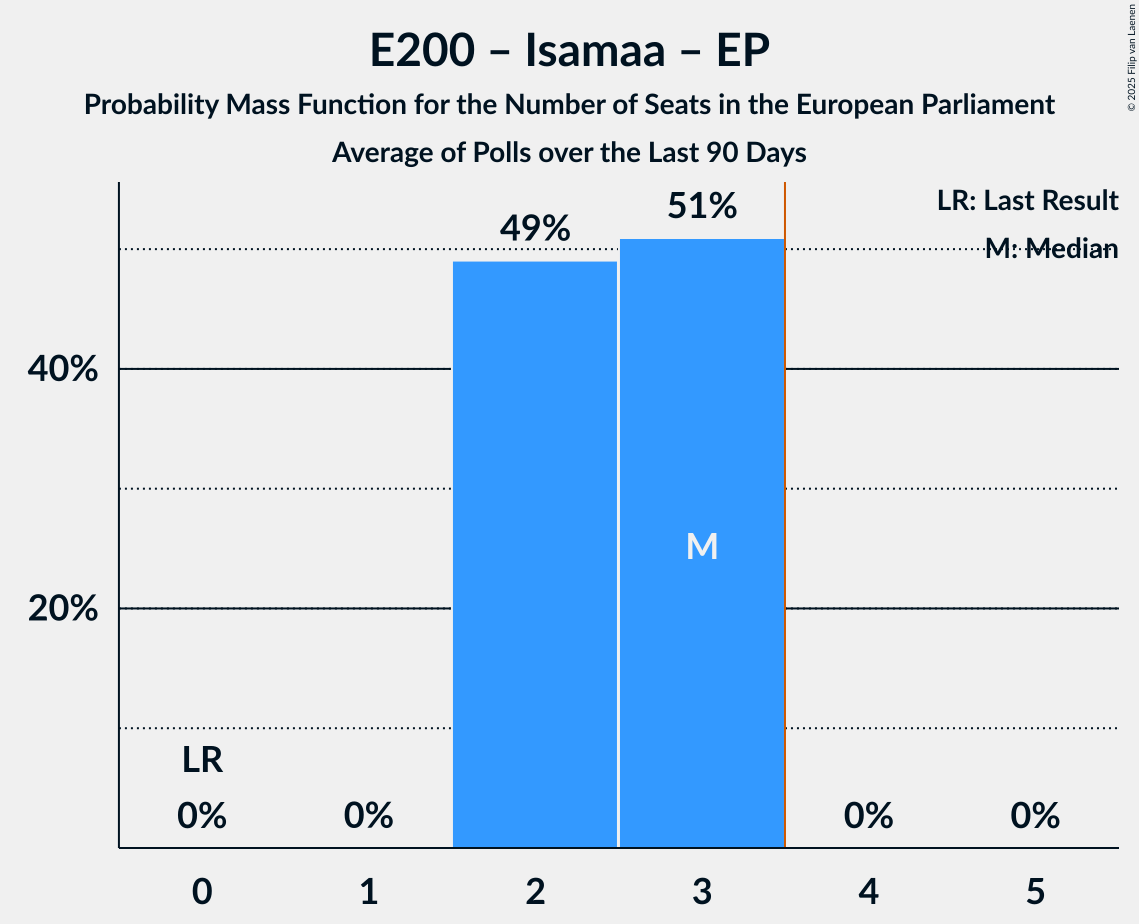 E200 – Isamaa – EP
Probability Mass Function for the Number of Seats in the European Parliament
Average of Polls over the Last 90 Days
© 2025 Filip van Laenen
LR: Last Result
M: Median
49%
51%
40%
20%
M
LR
0%
0%
0%
0%
0
1
2
3
4
5